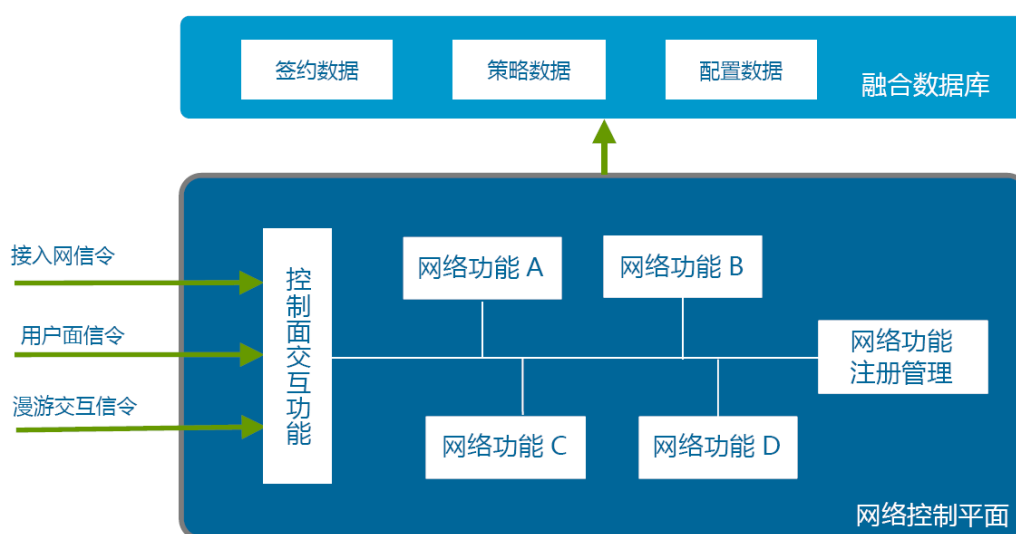 签约数据
策略数据
配置数据
融合数据库
接入网信令
用户面信令
漫游交互信令
控制面交互功能
网络功能 A
网络功能 B
网络功能 C
网络功能 D
网络功能
注册管理
网络控制平面